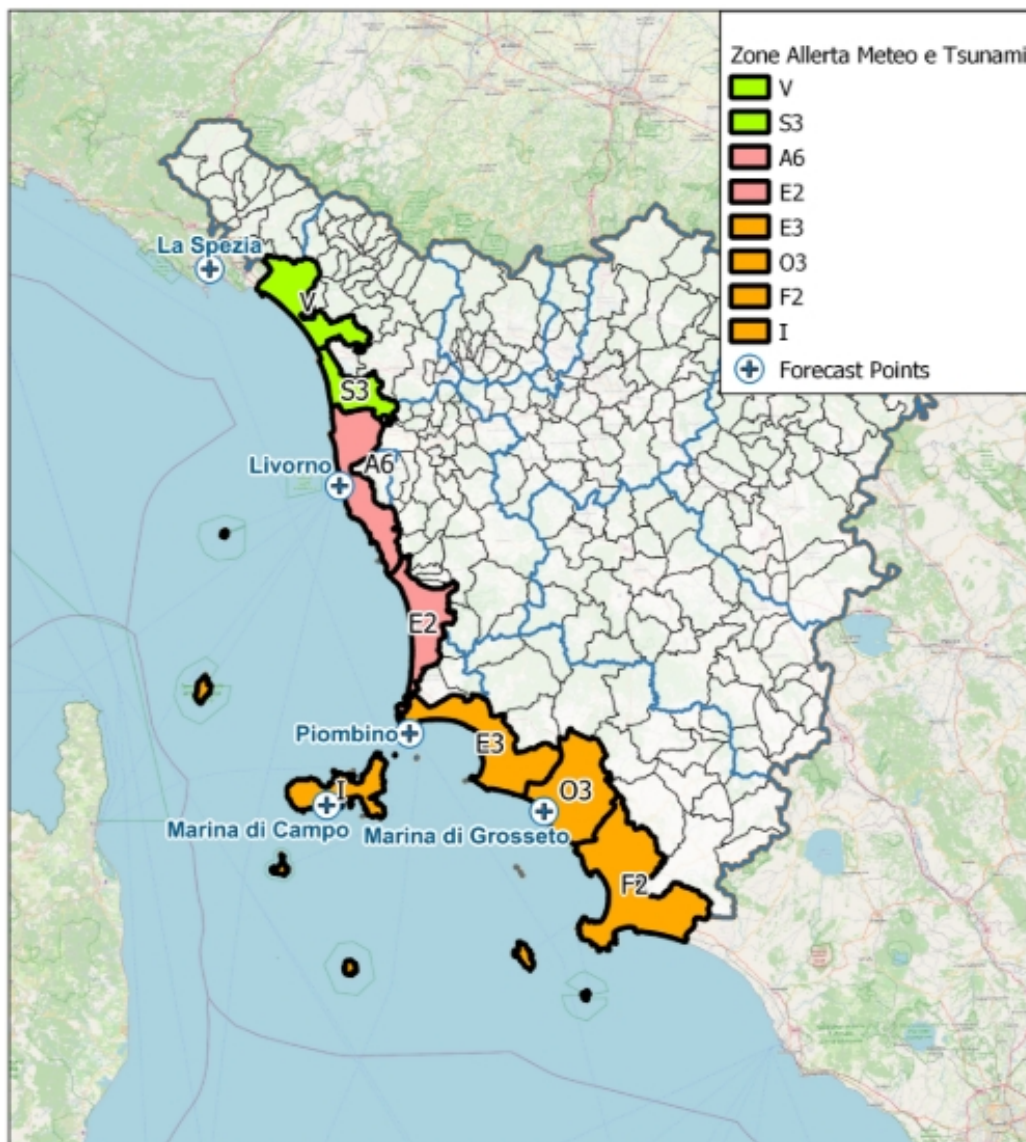 Zone Allerta Meteo e Tsunami
V
S3
A6
E2
E3
O3
F2
I
Forecast Points
La Spezia
V
S3
A6
Livorno
E2
Piombino
E3
I
O3
Marina di Campo
Marina di Grosseto
F2